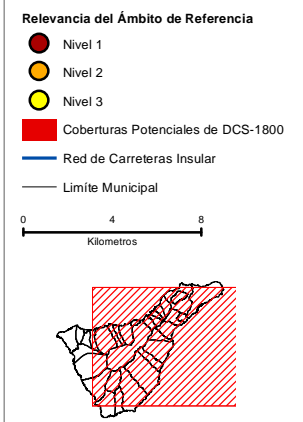 Relevancia del Ámbito de Referencia
Nivel 1
Nivel 2
Nivel 3
Coberturas Potenciales de DCS-1800
Red de Carreteras Insular
Limíte Municipal
0 4 8
Kilometros